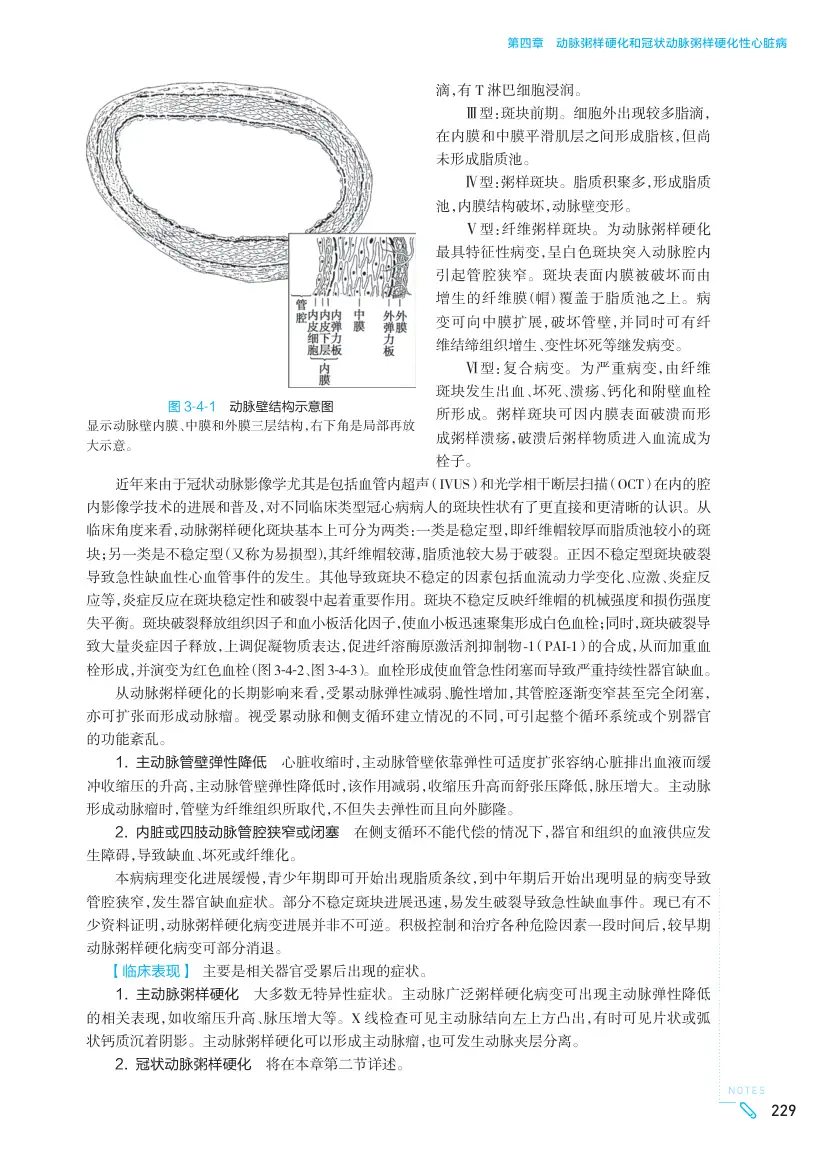 第四章 动脉粥样硬化和冠状动脉粥样硬化性心脏病
滴,有 T 淋巴细胞浸润。
Ⅲ型:斑块前期。细胞外出现较多脂滴,
在内膜和中膜平滑肌层之间形成脂核,但尚
未形成脂质池。
Ⅳ型:粥样斑块。脂质积聚多,形成脂质
池,内膜结构破坏,动脉壁变形。
Ⅴ型:纤维粥样斑块。为动脉粥样硬化
最具特征性病变,呈白色斑块突入动脉腔内
引起管腔狭窄。斑块表面内膜被破坏而由
增生的纤维膜(帽)覆盖于脂质池之上。病
变可向中膜扩展,破坏管壁,并同时可有纤
维结缔组织增生、变性坏死等继发病变。
Ⅵ型:复合病变。为严重病变,由纤维
斑块发生出血、坏死、溃疡、钙化和附壁血栓
所形成。粥样斑块可因内膜表面破溃而形
成粥样溃疡,破溃后粥样物质进入血流成为
栓子。
管腔
内皮细胞
内皮下层
内弹力板
中膜
外弹力板
外膜
内膜
图 3-4-1 动脉壁结构示意图
显示动脉壁内膜、中膜和外膜三层结构,右下角是局部再放
大示意。
近年来由于冠状动脉影像学尤其是包括血管内超声(IVUS)和光学相干断层扫描(OCT)在内的腔
内影像学技术的进展和普及,对不同临床类型冠心病病人的斑块性状有了更直接和更清晰的认识。从
临床角度来看,动脉粥样硬化斑块基本上可分为两类:一类是稳定型,即纤维帽较厚而脂质池较小的斑
块;另一类是不稳定型(又称为易损型),其纤维帽较薄,脂质池较大易于破裂。正因不稳定型斑块破裂
导致急性缺血性心血管事件的发生。其他导致斑块不稳定的因素包括血流动力学变化、应激、炎症反
应等,炎症反应在斑块稳定性和破裂中起着重要作用。斑块不稳定反映纤维帽的机械强度和损伤强度
失平衡。斑块破裂释放组织因子和血小板活化因子,使血小板迅速聚集形成白色血栓;同时,斑块破裂导
致大量炎症因子释放,上调促凝物质表达,促进纤溶酶原激活剂抑制物-1(PAI-1)的合成,从而加重血
栓形成,并演变为红色血栓(图 3-4-2、图 3-4-3)。血栓形成使血管急性闭塞而导致严重持续性器官缺血。
从动脉粥样硬化的长期影响来看,受累动脉弹性减弱、脆性增加,其管腔逐渐变窄甚至完全闭塞,
亦可扩张而形成动脉瘤。视受累动脉和侧支循环建立情况的不同,可引起整个循环系统或个别器官
的功能紊乱。
1. 主动脉管壁弹性降低 心脏收缩时,主动脉管壁依靠弹性可适度扩张容纳心脏排出血液而缓
冲收缩压的升高,主动脉管壁弹性降低时,该作用减弱,收缩压升高而舒张压降低,脉压增大。主动脉
形成动脉瘤时,管壁为纤维组织所取代,不但失去弹性而且向外膨隆。
2. 内脏或四肢动脉管腔狭窄或闭塞 在侧支循环不能代偿的情况下,器官和组织的血液供应发
生障碍,导致缺血、坏死或纤维化。
本病病理变化进展缓慢,青少年期即可开始出现脂质条纹,到中年期后开始出现明显的病变导致
管腔狭窄,发生器官缺血症状。部分不稳定斑块进展迅速,易发生破裂导致急性缺血事件。现已有不
少资料证明,动脉粥样硬化病变进展并非不可逆。积极控制和治疗各种危险因素一段时间后,较早期
动脉粥样硬化病变可部分消退。
【临床表现】 主要是相关器官受累后出现的症状。
1. 主动脉粥样硬化 大多数无特异性症状。主动脉广泛粥样硬化病变可出现主动脉弹性降低
的相关表现,如收缩压升高、脉压增大等。X 线检查可见主动脉结向左上方凸出,有时可见片状或弧
状钙质沉着阴影。主动脉粥样硬化可以形成主动脉瘤,也可发生动脉夹层分离。
2. 冠状动脉粥样硬化 将在本章第二节详述。
NOTES
229